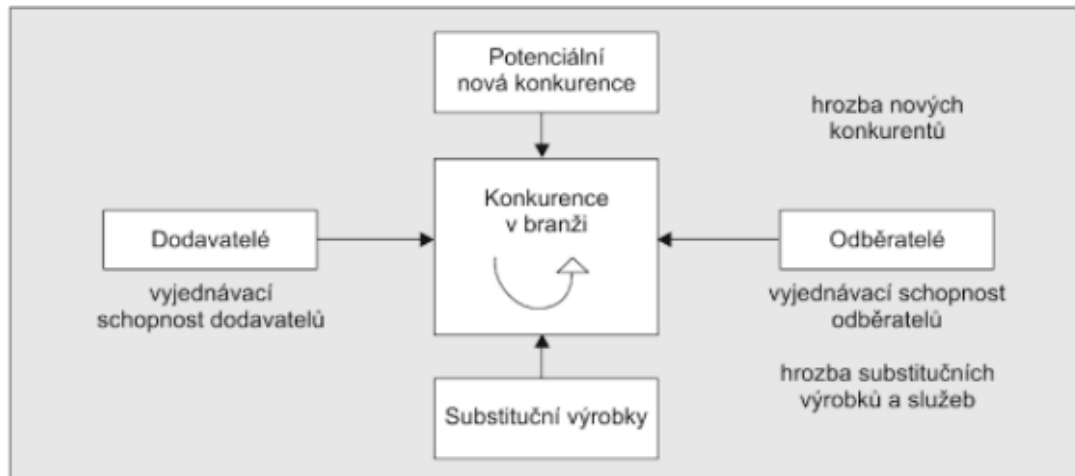 Potenciální
nová konkurence
hrozba nových
konkurentů
Konkurence
v branži
Dodavatelé
Odběratelé
vyjednávací
schopnost dodavatelů
vyjednávací schopnost
odběratelů
hrozba substitučních
výrobků a služeb
Substituční výrobky